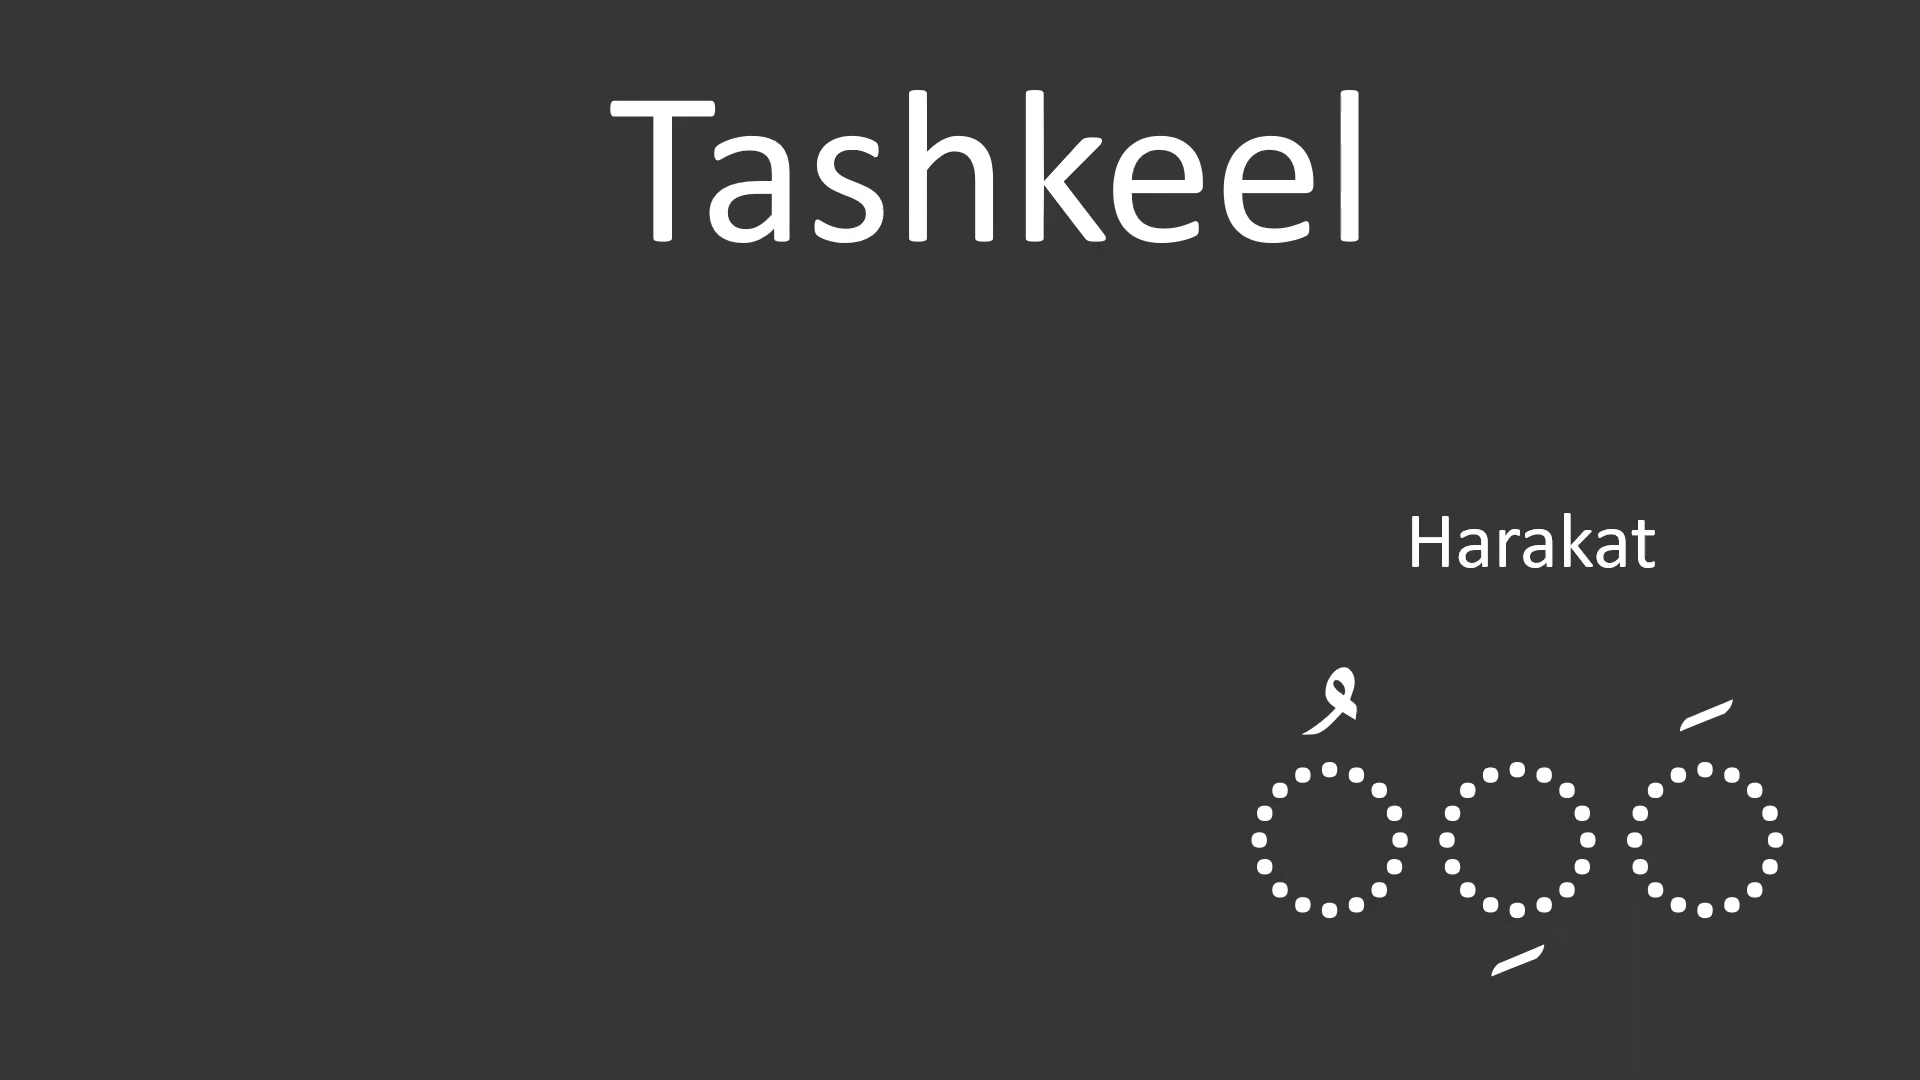 Tashkeel
Harakat
◌َ ◌ِ ◌ُ